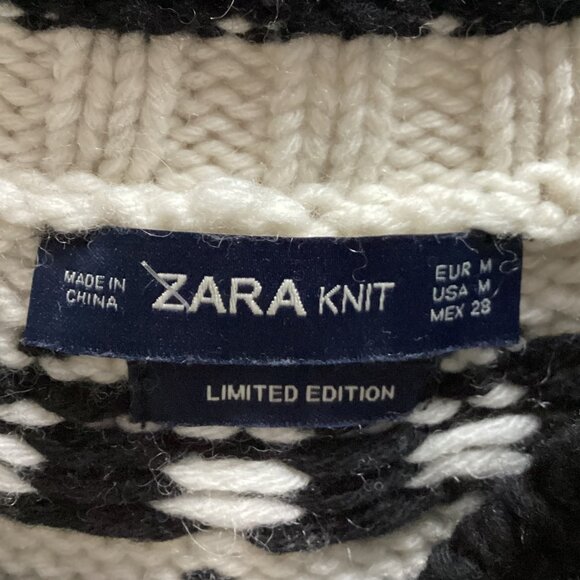 MADE IN
CHINA
ZARA KNIT
EUR M
USA M
MEX 28
LIMITED EDITION